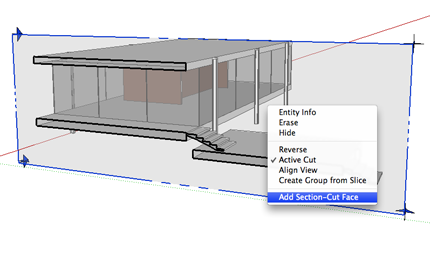 Entity Info
Erase
Hide
Reverse
✓ Active Cut
Align View
Create Group from Slice
Add Section-Cut Face